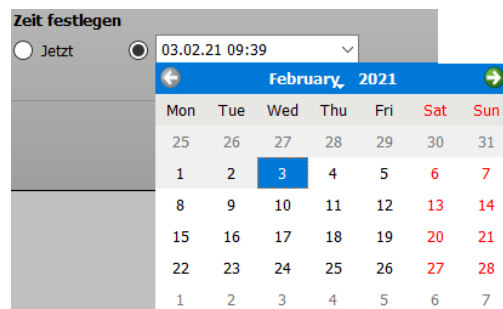 Zeit festlegen
Jetzt 03.02.21 09:39
February 2021
Mon Tue Wed Thu Fri Sat Sun
25 26 27 28 29 30 31
1 2 3 4 5 6 7
8 9 10 11 12 13 14
15 16 17 18 19 20 21
22 23 24 25 26 27 28
1 2 3 4 5 6 7